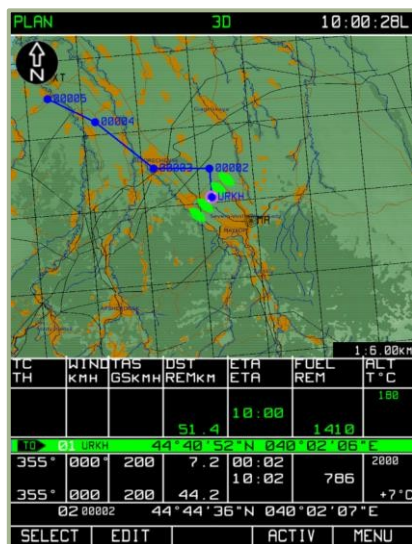 PLAN 3D 10:00:28L
N
XT
00005
00004
00003
00002
URKH
MA
1:6.00km
TC WIND TAS DST ETA FUEL ALT
TH KMH GSKMH REMKM ETA REM T°C
180
10:00
51.4 1410
TO 01 URKH 44°40'52"N 040°02'06"E
355° 000° 200 7.2 00:02 2000
10:02 786
355° 000 200 44.2 +7°C
02 00002 44°44'36"N 040°02'07"E
SELECT EDIT ACTIV MENU